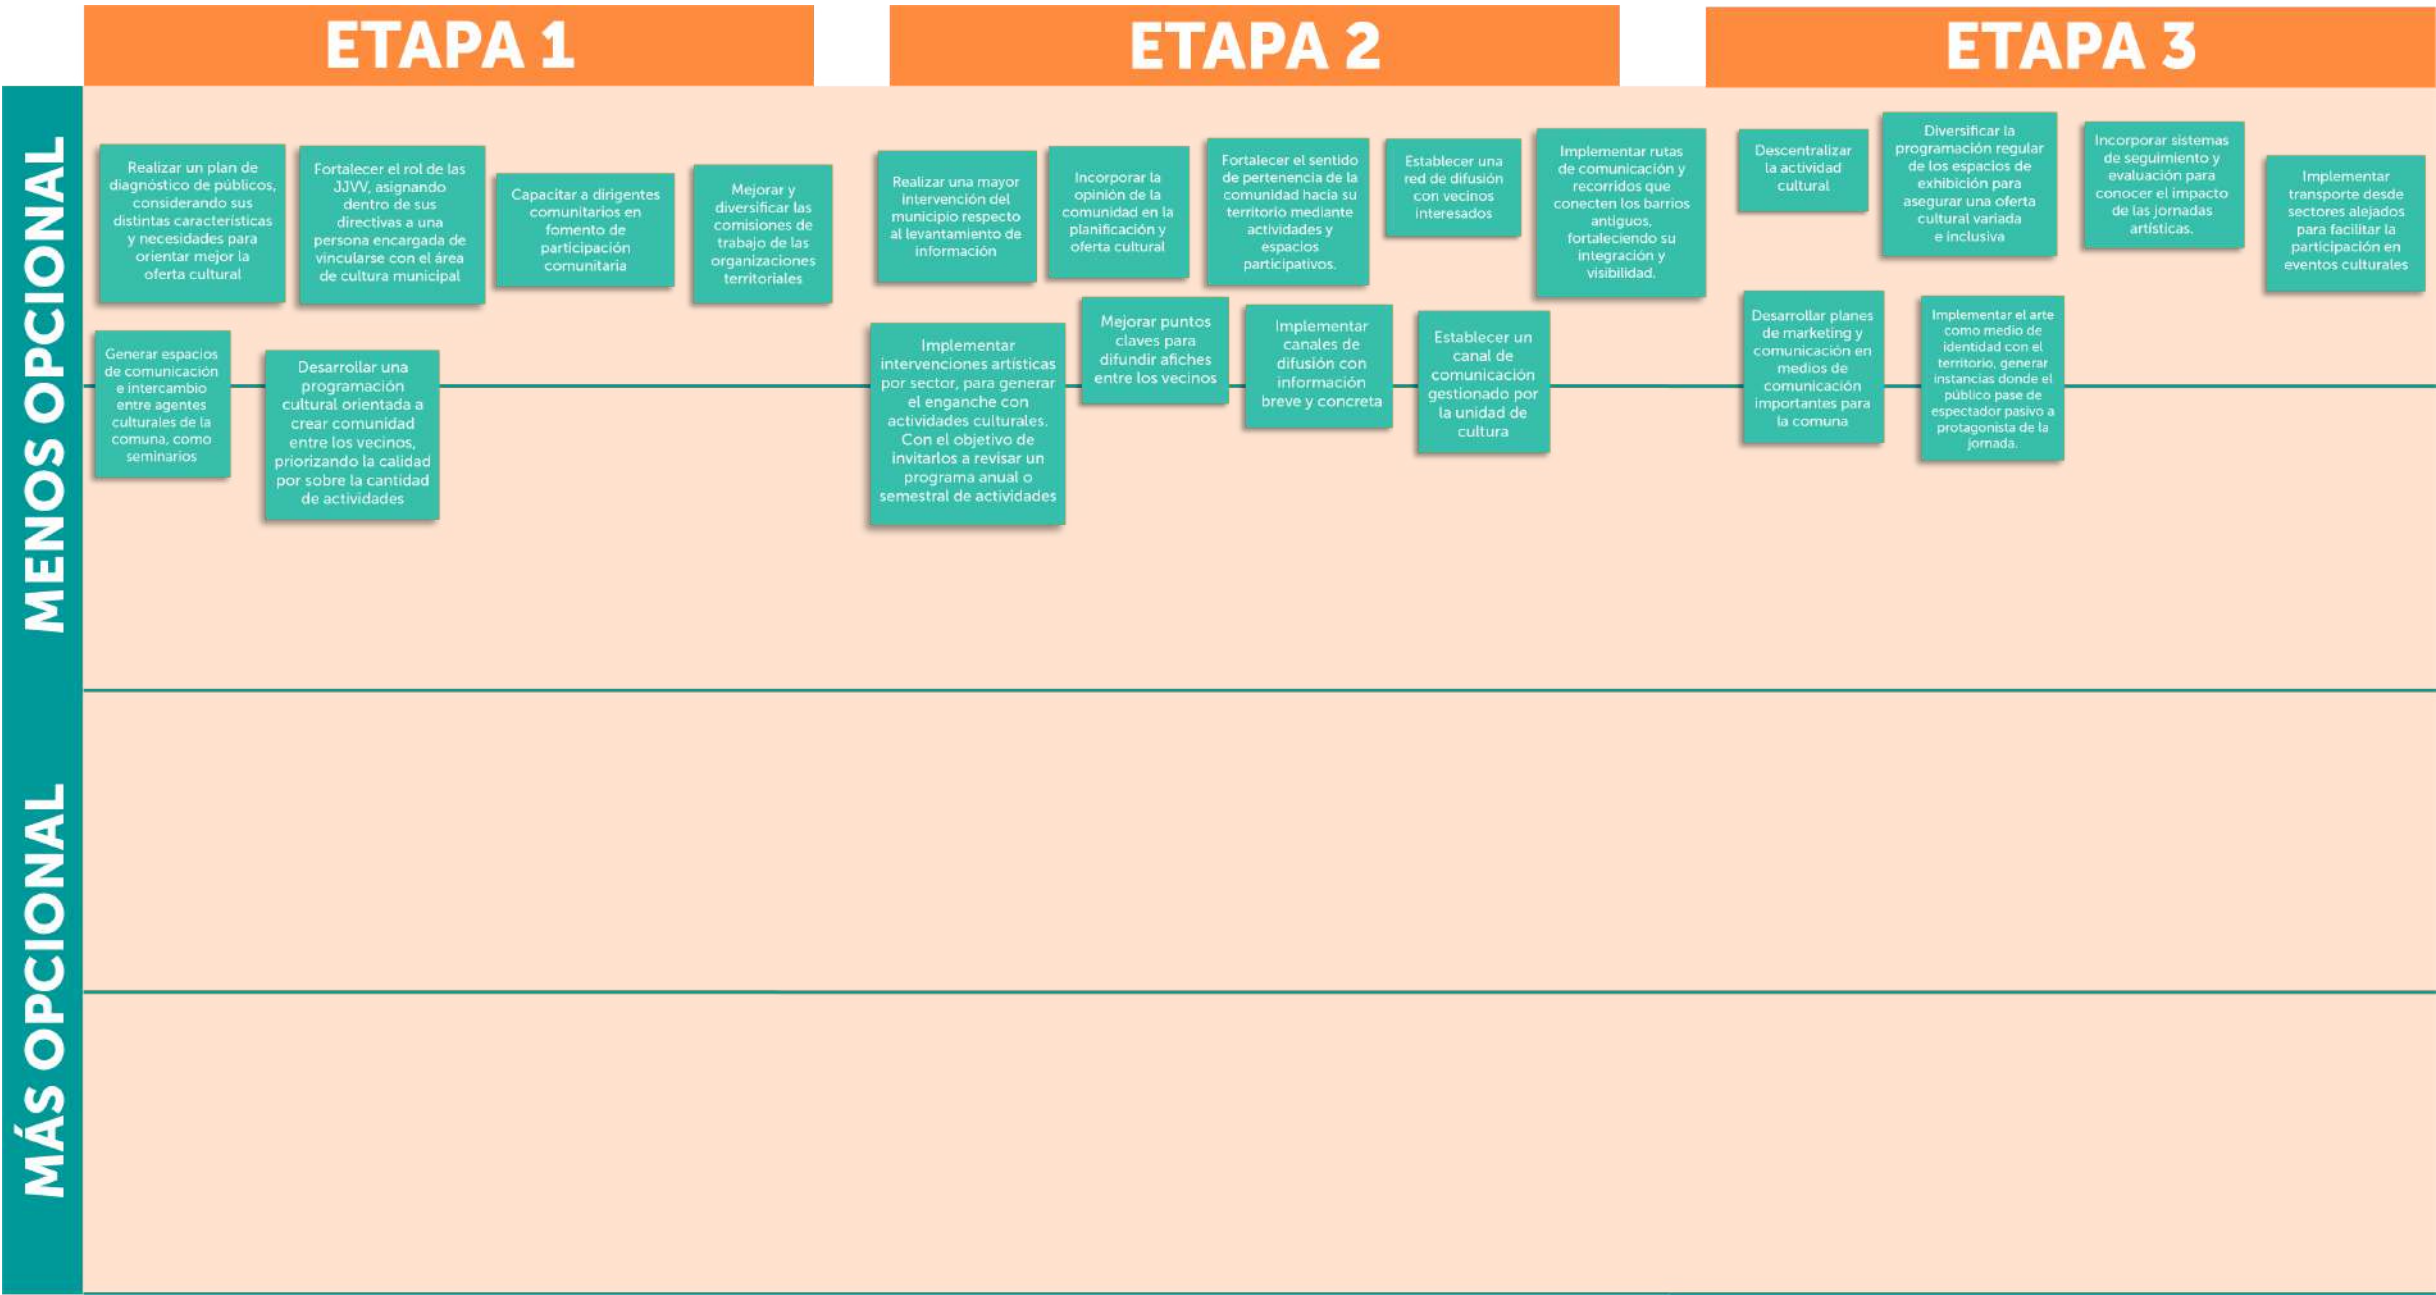 ETAPA 1
ETAPA 2
ETAPA 3
MENOS OPCIONAL
Realizar un plan de
diagnóstico de públicos,
considerando sus
distintas características
y necesidades para
orientar mejor la
oferta cultural
Fortalecer el rol de las
JJVV, asignando
dentro de sus
directivas a una
persona encargada de
vincularse con el área
de cultura municipal
Capacitar a dirigentes
comunitarios en
fomento de
participación
comunitaria
Mejorar y
diversificar las
comisiones de
trabajo de las
organizaciones
territoriales
Generar espacios
de comunicación
e intercambio
entre agentes
culturales de la
comuna, como
seminarios
Desarrollar una
programación
cultural orientada a
crear comunidad
entre los vecinos,
priorizando la calidad
por sobre la cantidad
de actividades
Realizar una mayor
intervención del
municipio respecto
al levantamiento de
información
Incorporar la
opinión de la
comunidad en la
planificación y
oferta cultural
Fortalecer el sentido
de pertenencia de la
comunidad hacia su
territorio mediante
actividades y
espacios
participativos.
Establecer una
red de difusión
con vecinos
interesados
Implementar rutas
de comunicación y
recorridos que
conecten los barrios
antiguos,
fortaleciendo su
integración y
visibilidad.
Implementar
intervenciones artísticas
por sector, para generar
el enganche con
actividades culturales.
Con el objetivo de
invitarlos a revisar un
programa anual o
semestral de actividades
Mejorar puntos
claves para
difundir afiches
entre los vecinos
Implementar
canales de
difusión con
información
breve y concreta
Establecer un
canal de
comunicación
gestionado por
la unidad de
cultura
Descentralizar
la actividad
cultural
Diversificar la
programación regular
de los espacios de
exhibición para
asegurar una oferta
cultural variada
e inclusiva
Incorporar sistemas
de seguimiento y
evaluación para
conocer el impacto
de las jornadas
artísticas.
Implementar
transporte desde
sectores alejados
para facilitar la
participación en
eventos culturales
Desarrollar planes
de marketing y
comunicación en
medios de
comunicación
importantes para
la comuna
Implementar el arte
como medio de
identidad con el
territorio, generar
instancias donde el
público pase de
espectador pasivo a
protagonista de la
jornada.
MÁS OPCIONAL